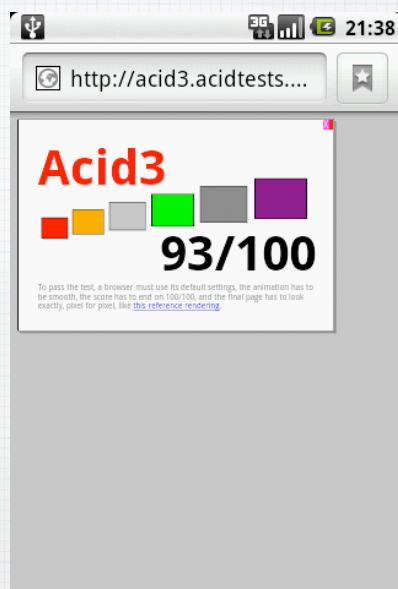 3G 21:38
http://acid3.acidtests....
Acid3
93/100
To pass the test, a browser must use its default settings, the animation has to
be smooth, the score has to end on 100/100, and the final page has to look
exactly, pixel for pixel, like this reference rendering.